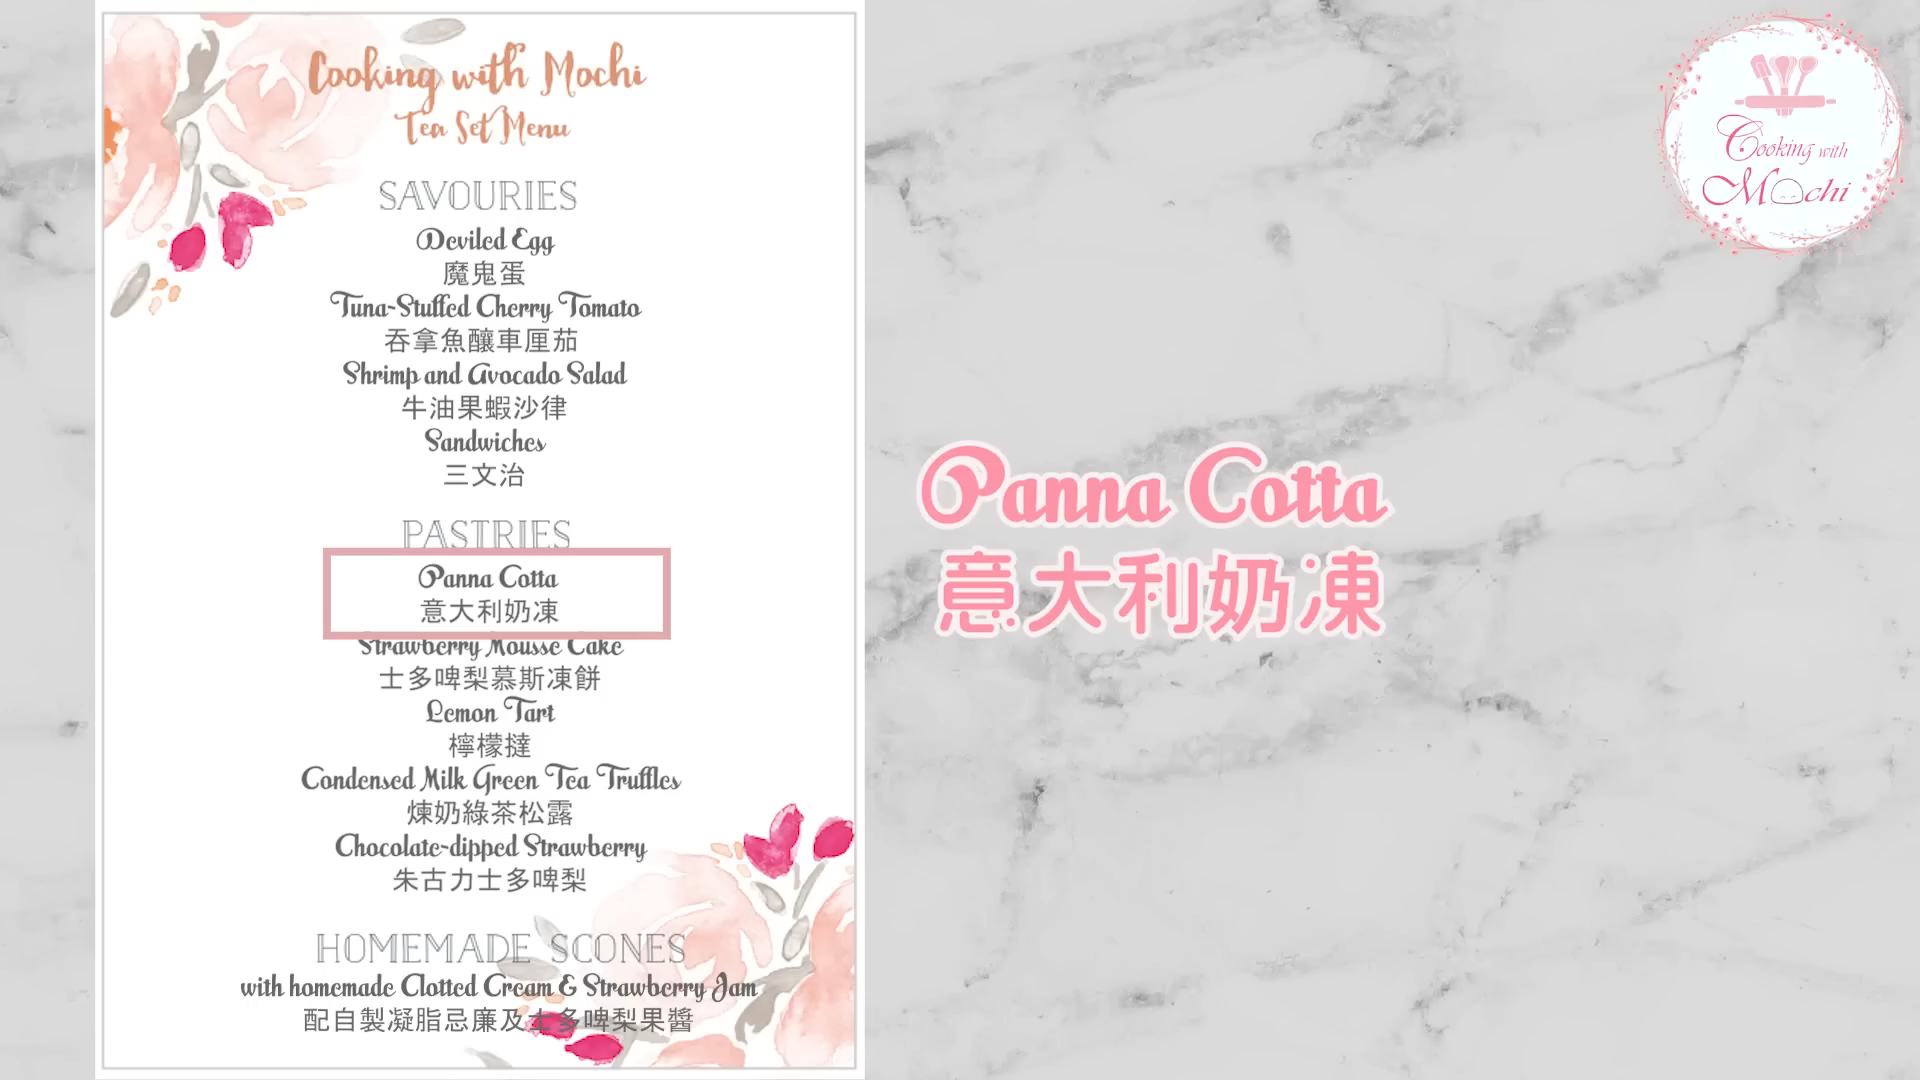 Cooking with Mochi
Tea Set Menu
SAVOURIES
Deviled Egg
魔鬼蛋
Tuna-Stuffed Cherry Tomato
吞拿魚釀車厘茄
Shrimp and Avocado Salad
牛油果蝦沙律
Sandwiches
三文治
PASTRIES
Panna Cotta
意大利奶凍
Strawberry Mousse Cake
士多啤梨慕斯凍餅
Lemon Tart
檸檬撻
Condensed Milk Green Tea Truffles
煉奶綠茶松露
Chocolate-dipped Strawberry
朱古力士多啤梨
HOMEMADE SCONES
with homemade Clotted Cream & Strawberry Jam
配自製凝脂忌廉及士多啤梨果醬
Panna Cotta
意大利奶凍
Cooking with
Mochi